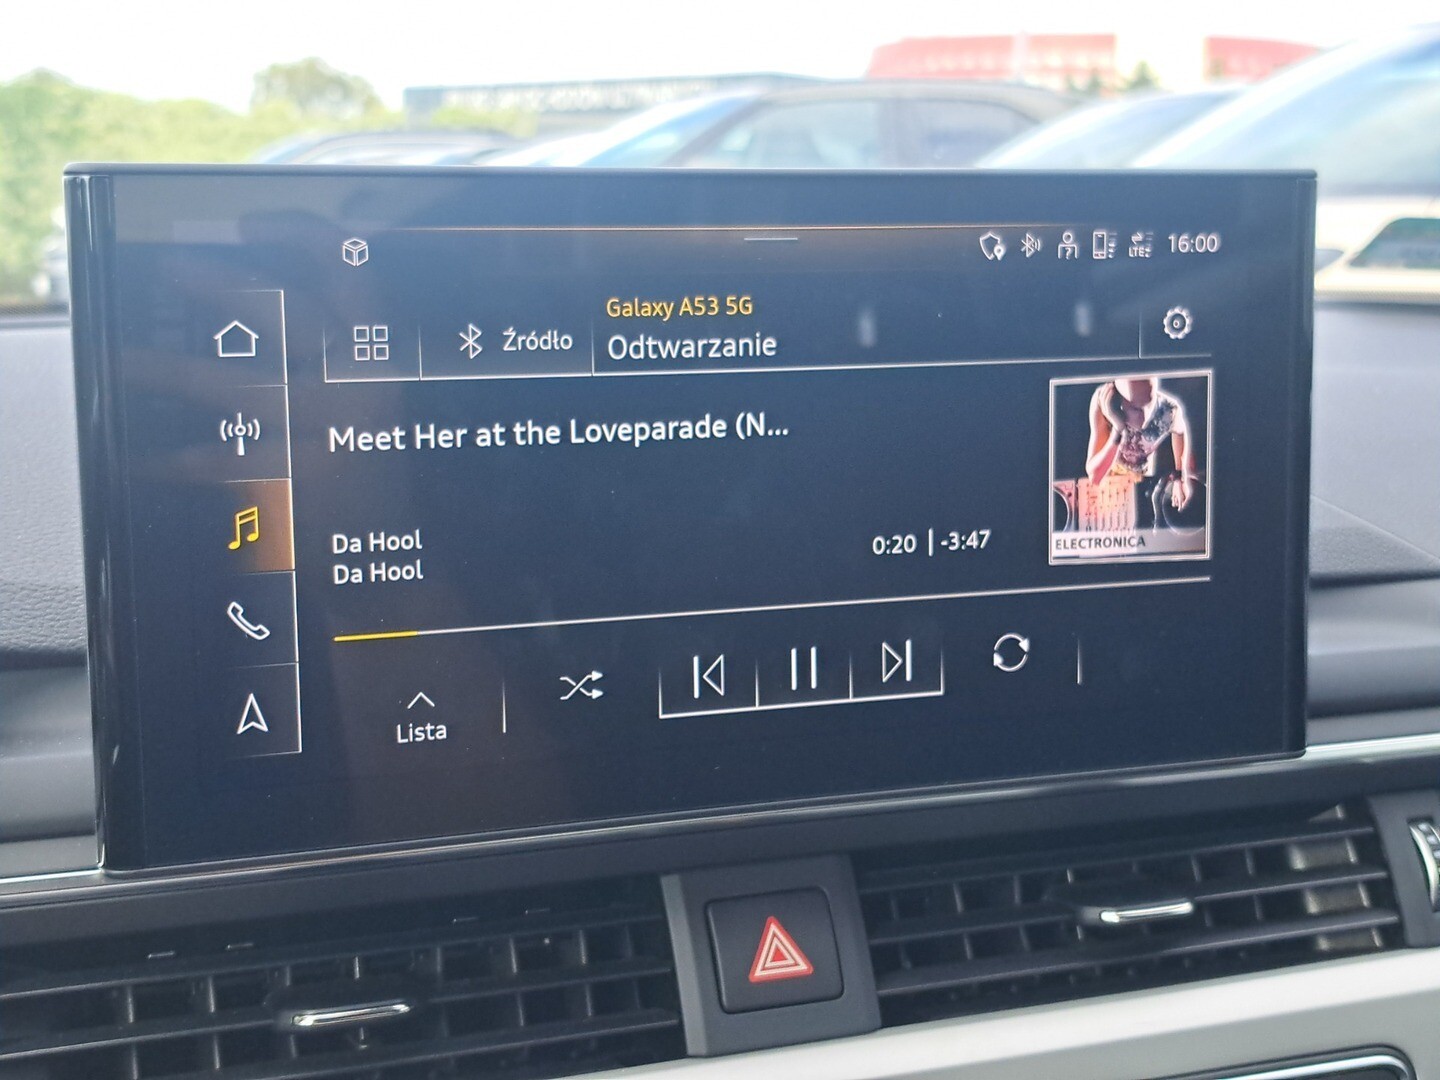 LTE
16:00
Galaxy A53 5G
Źródło
Odtwarzanie
Meet Her at the Loveparade (N...
Da Hool
Da Hool
0:20 | -3:47
ELECTRONICA
Lista